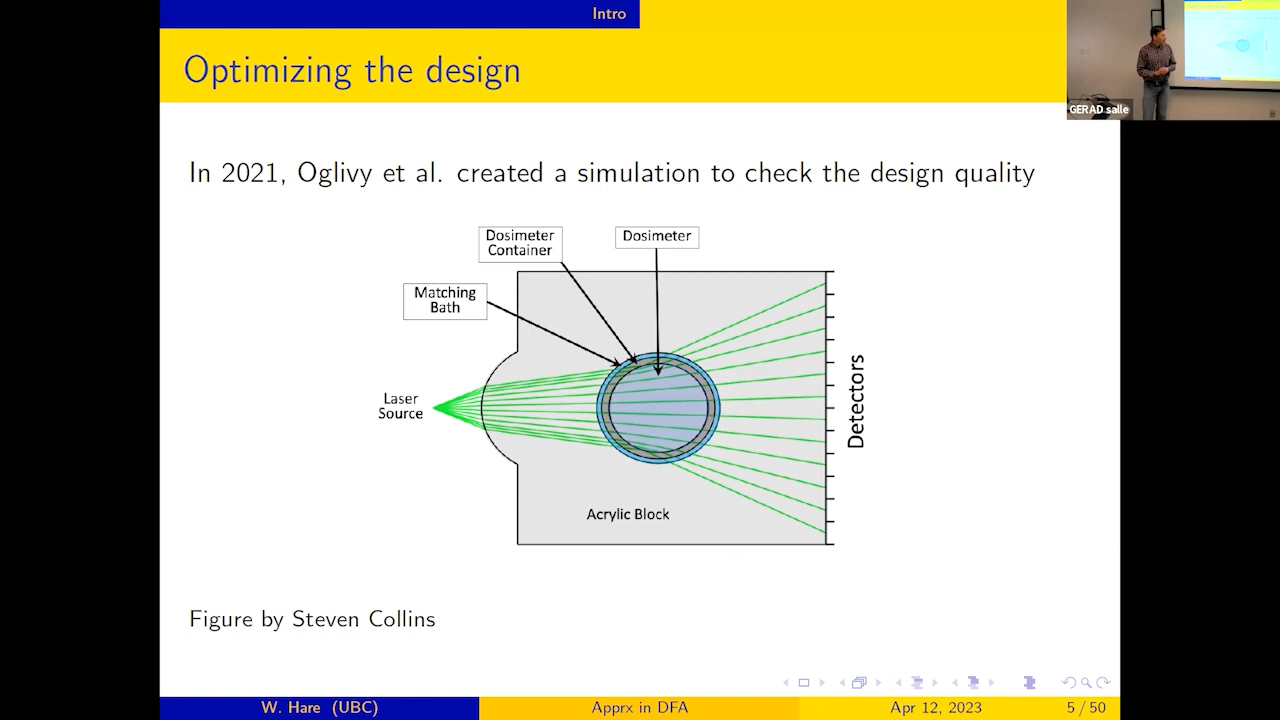 Intro
Optimizing the design
GERAD salle
In 2021, Oglivy et al. created a simulation to check the design quality
Dosimeter
Container
Dosimeter
Matching
Bath
Laser
Source
Detectors
Acrylic Block
Figure by Steven Collins
W. Hare (UBC)
Apprx in DFA
Apr 12, 2023
5 / 50